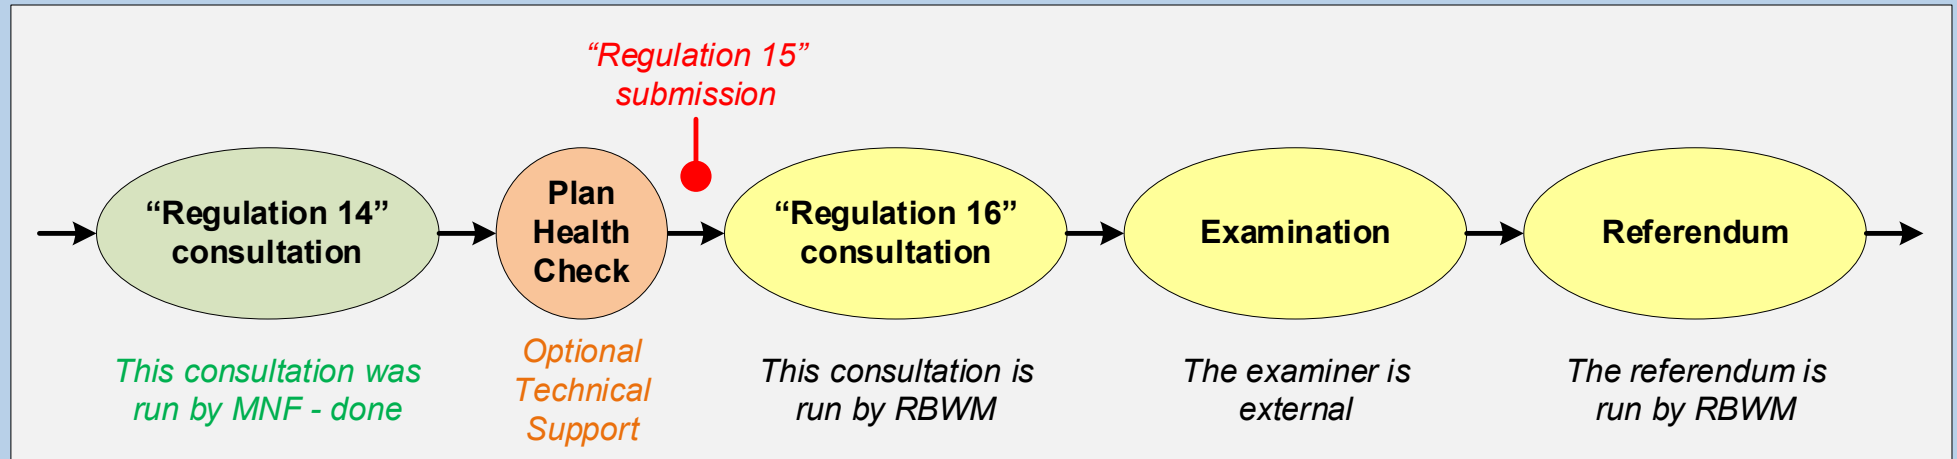 “Regulation 15”
submission
“Regulation 14”
consultation
Plan
Health
Check
“Regulation 16”
consultation
Examination
Referendum
This consultation was
run by MNF - done
Optional
Technical
Support
This consultation is
run by RBWM
The examiner is
external
The referendum is
run by RBWM